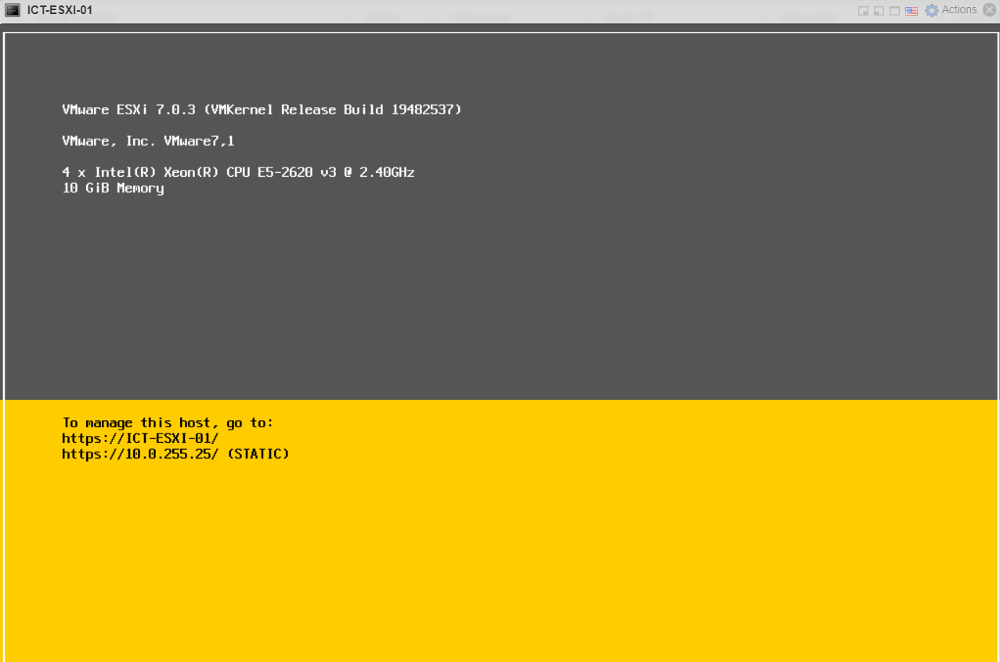 ICT-ESXI-01
Actions
VMware ESXi 7.0.3 (VMKernel Release Build 19482537)
VMware, Inc. VMware7,1
4 x Intel(R) Xeon(R) CPU E5-2620 v3 @ 2.40GHz
10 GiB Memory
To manage this host, go to:
https://ICT-ESXI-01/
https://10.0.255.25/ (STATIC)